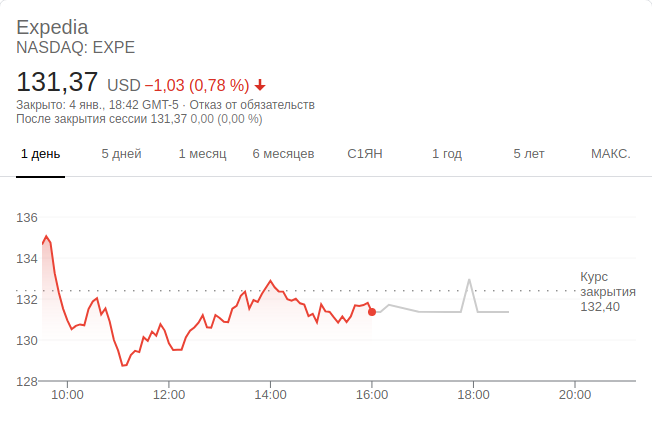 Expedia
NASDAQ: EXPE
131,37 USD −1,03 (0,78 %)
Закрыто: 4 янв., 18:42 GMT-5 · Отказ от обязательств
После закрытия сессии 131,37 0,00 (0,00 %)
1 день 5 дней 1 месяц 6 месяцев С1ЯН 1 год 5 лет МАКС.
136
134
132
130
128
Курс
закрытия
132,40
10:00 12:00 14:00 16:00 18:00 20:00